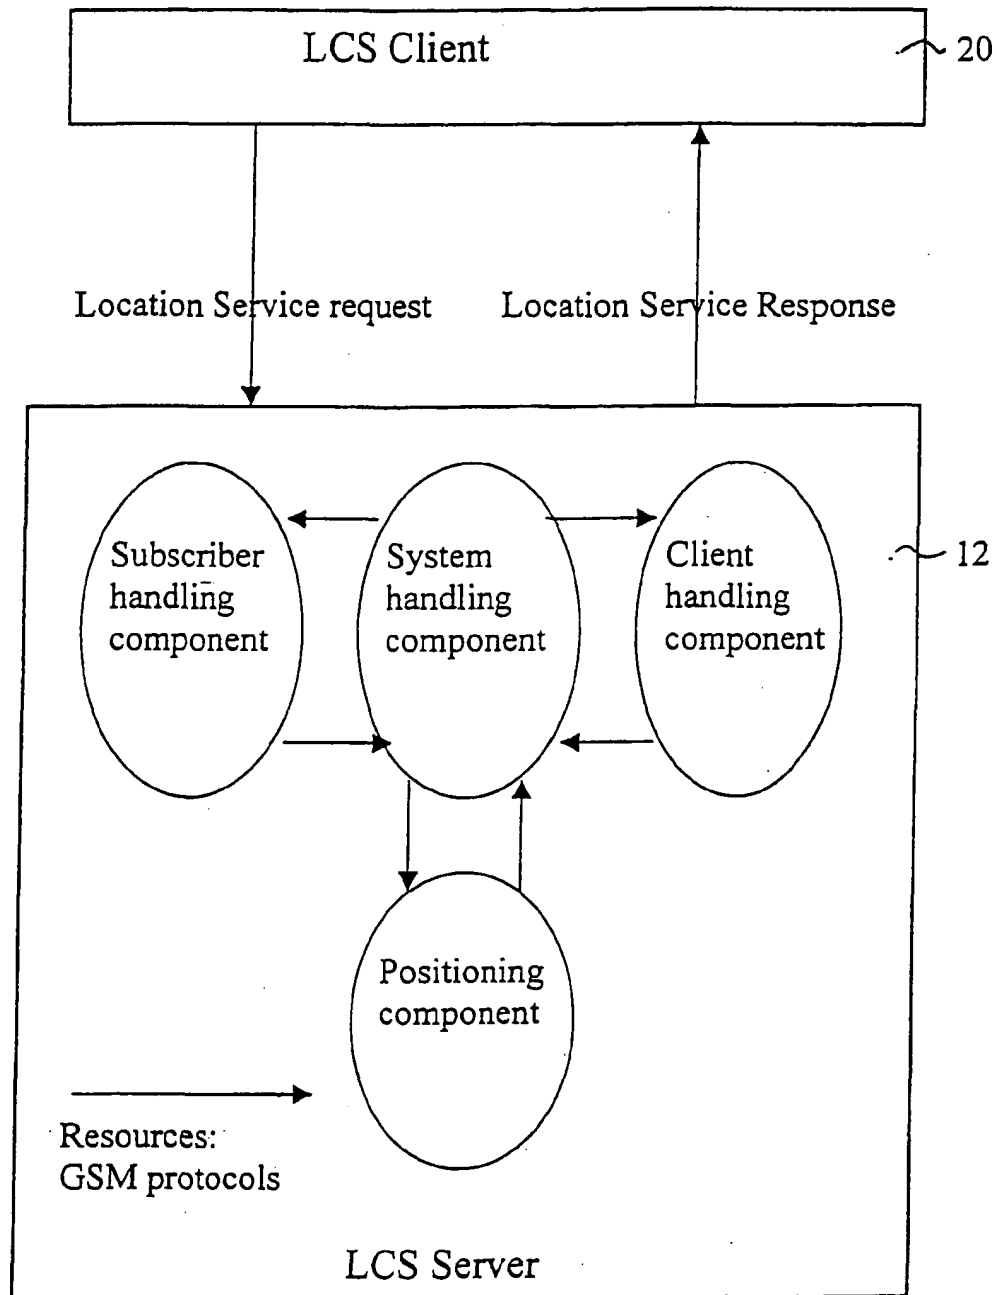 LCS Client
20
Location Service request
Location Service Response
Subscriber
handling
component
System
handling
component
Client
handling
component
12
Positioning
component
Resources:
GSM protocols
LCS Server